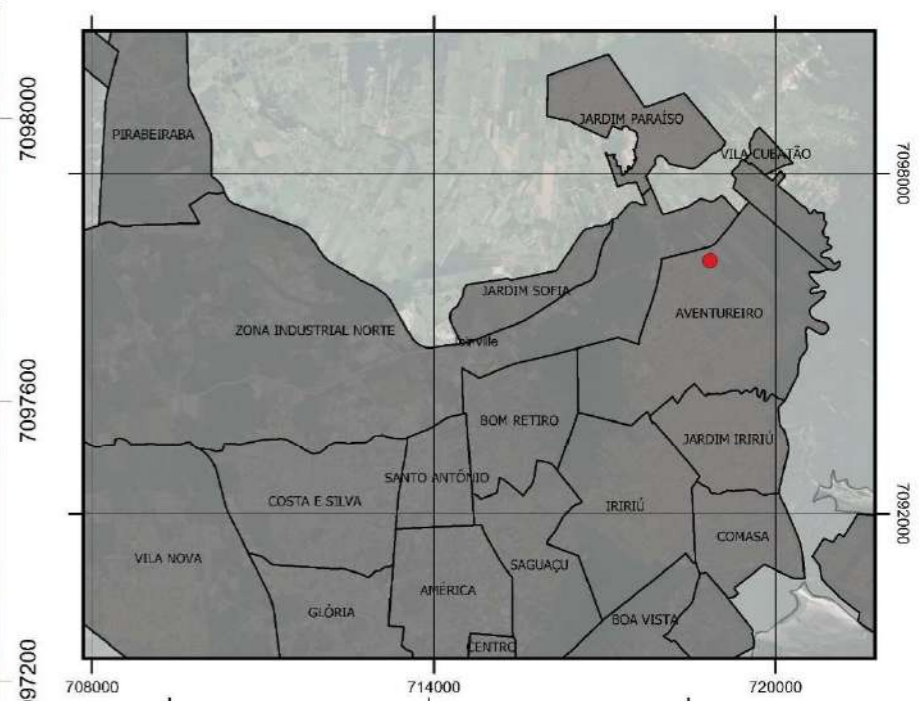 7098000
7097600
7097200
PIRABEIRABA
JARDIM PARAÍSO
VILA CUBATÃO
7098000
JARDIM SOFIA
ZONA INDUSTRIAL NORTE
AVENTUREIRO
BOM RETIRO
JARDIM IRIRIÚ
SANTO ANTÔNIO
COSTA E SILVA
IRIRIÚ
7092000
COMASA
VILA NOVA
SAGUAÇU
AMÉRICA
GLÓRIA
BOA VISTA
CENTRO
708000
714000
720000